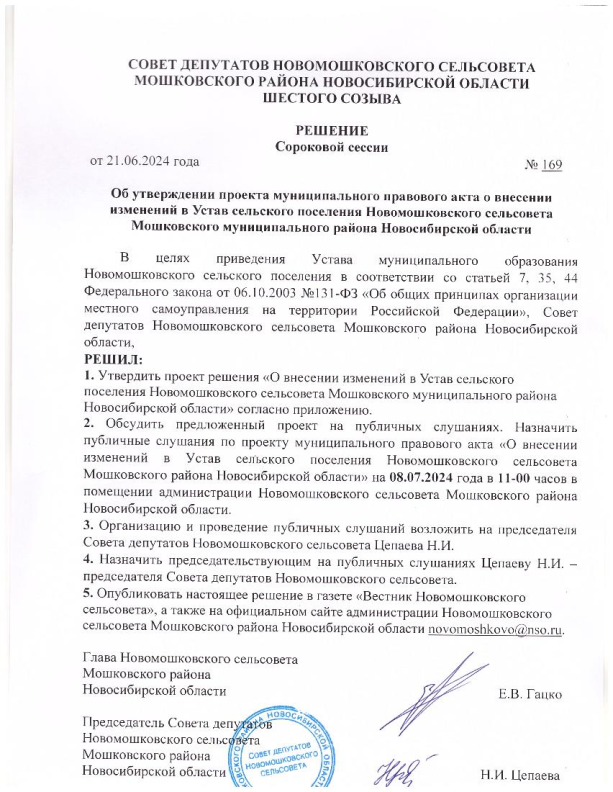 СОВЕТ ДЕПУТАТОВ НОВОМОШКОВСКОГО СЕЛЬСОВЕТА
МОШКОВСКОГО РАЙОНА НОВОСИБИРСКОЙ ОБЛАСТИ
ШЕСТОГО СОЗЫВА
РЕШЕНИЕ
Сороковой сессии
от 21.06.2024 года № 169
Об утверждении проекта муниципального правового акта о внесении
изменений в Устав сельского поселения Новомошковского сельсовета
Мошковского муниципального района Новосибирской области
В целях приведения Устава муниципального образования
Новомошковского сельского поселения в соответствии со статьей 7, 35, 44
Федерального закона от 06.10.2003 №131-ФЗ «Об общих принципах организации
местного самоуправления на территории Российской Федерации», Совет
депутатов Новомошковского сельсовета Мошковского района Новосибирской
области,
РЕШИЛ:
1. Утвердить проект решения «О внесении изменений в Устав сельского
поселения Новомошковского сельсовета Мошковского муниципального района
Новосибирской области» согласно приложению.
2. Обсудить предложенный проект на публичных слушаниях. Назначить
публичные слушания по проекту муниципального правового акта «О внесении
изменений в Устав сельского поселения Новомошковского сельсовета
Мошковского района Новосибирской области» на 08.07.2024 года в 11-00 часов в
помещении администрации Новомошковского сельсовета Мошковского района
Новосибирской области.
3. Организацию и проведение публичных слушаний возложить на председателя
Совета депутатов Новомошковского сельсовета Цепаева Н.И.
4. Назначить председательствующим на публичных слушаниях Цепаеву Н.И. –
председателя Совета депутатов Новомошковского сельсовета.
5. Опубликовать настоящее решение в газете «Вестник Новомошковского
сельсовета», а также на официальном сайте администрации Новомошковского
сельсовета Мошковского района Новосибирской области novomoshkovo@nso.ru.
Глава Новомошковского сельсовета
Мошковского района
Новосибирской области Е.В. Гацко
Председатель Совета депутатов
Новомошковского сельсовета
Мошковского района
Новосибирской области Н.И. Цепаева
РАЙОНА НОВОСИБИРСКОЙ
СОВЕТ ДЕПУТАТОВ
НОВОМОШКОВСКОГО
СЕЛЬСОВЕТА